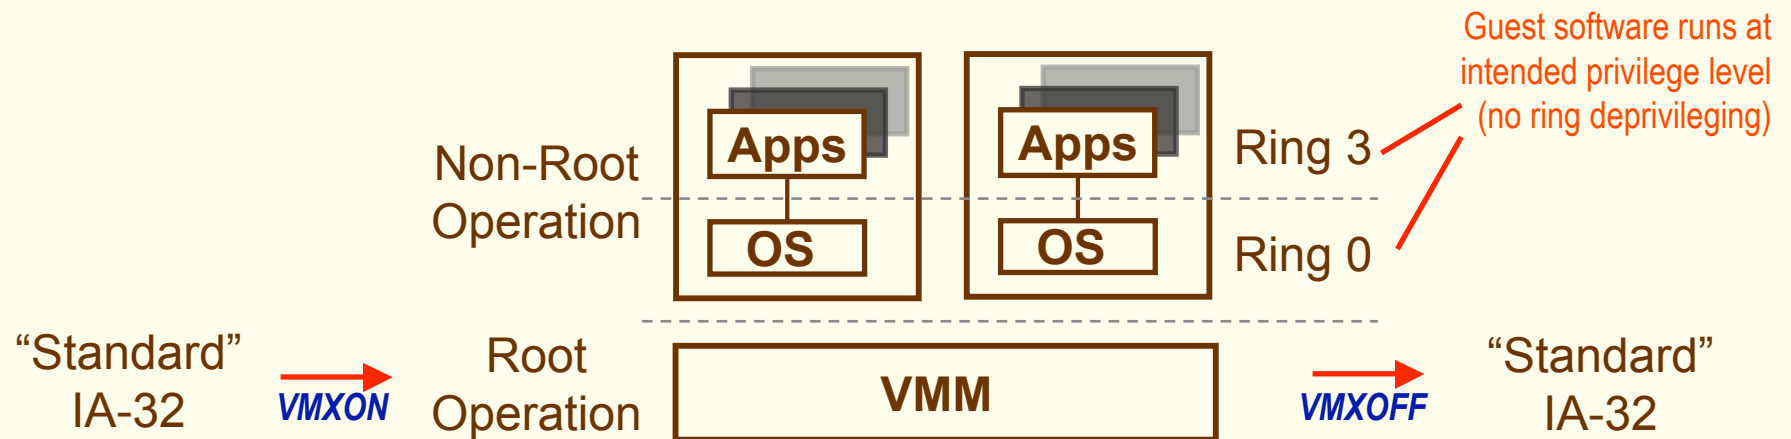 Guest software runs at
intended privilege level
(no ring deprivileging)
Non-Root
Operation
Apps
Apps
Ring 3
OS
OS
Ring 0
“Standard”
IA-32
VMXON
Root
Operation
VMM
VMXOFF
“Standard”
IA-32